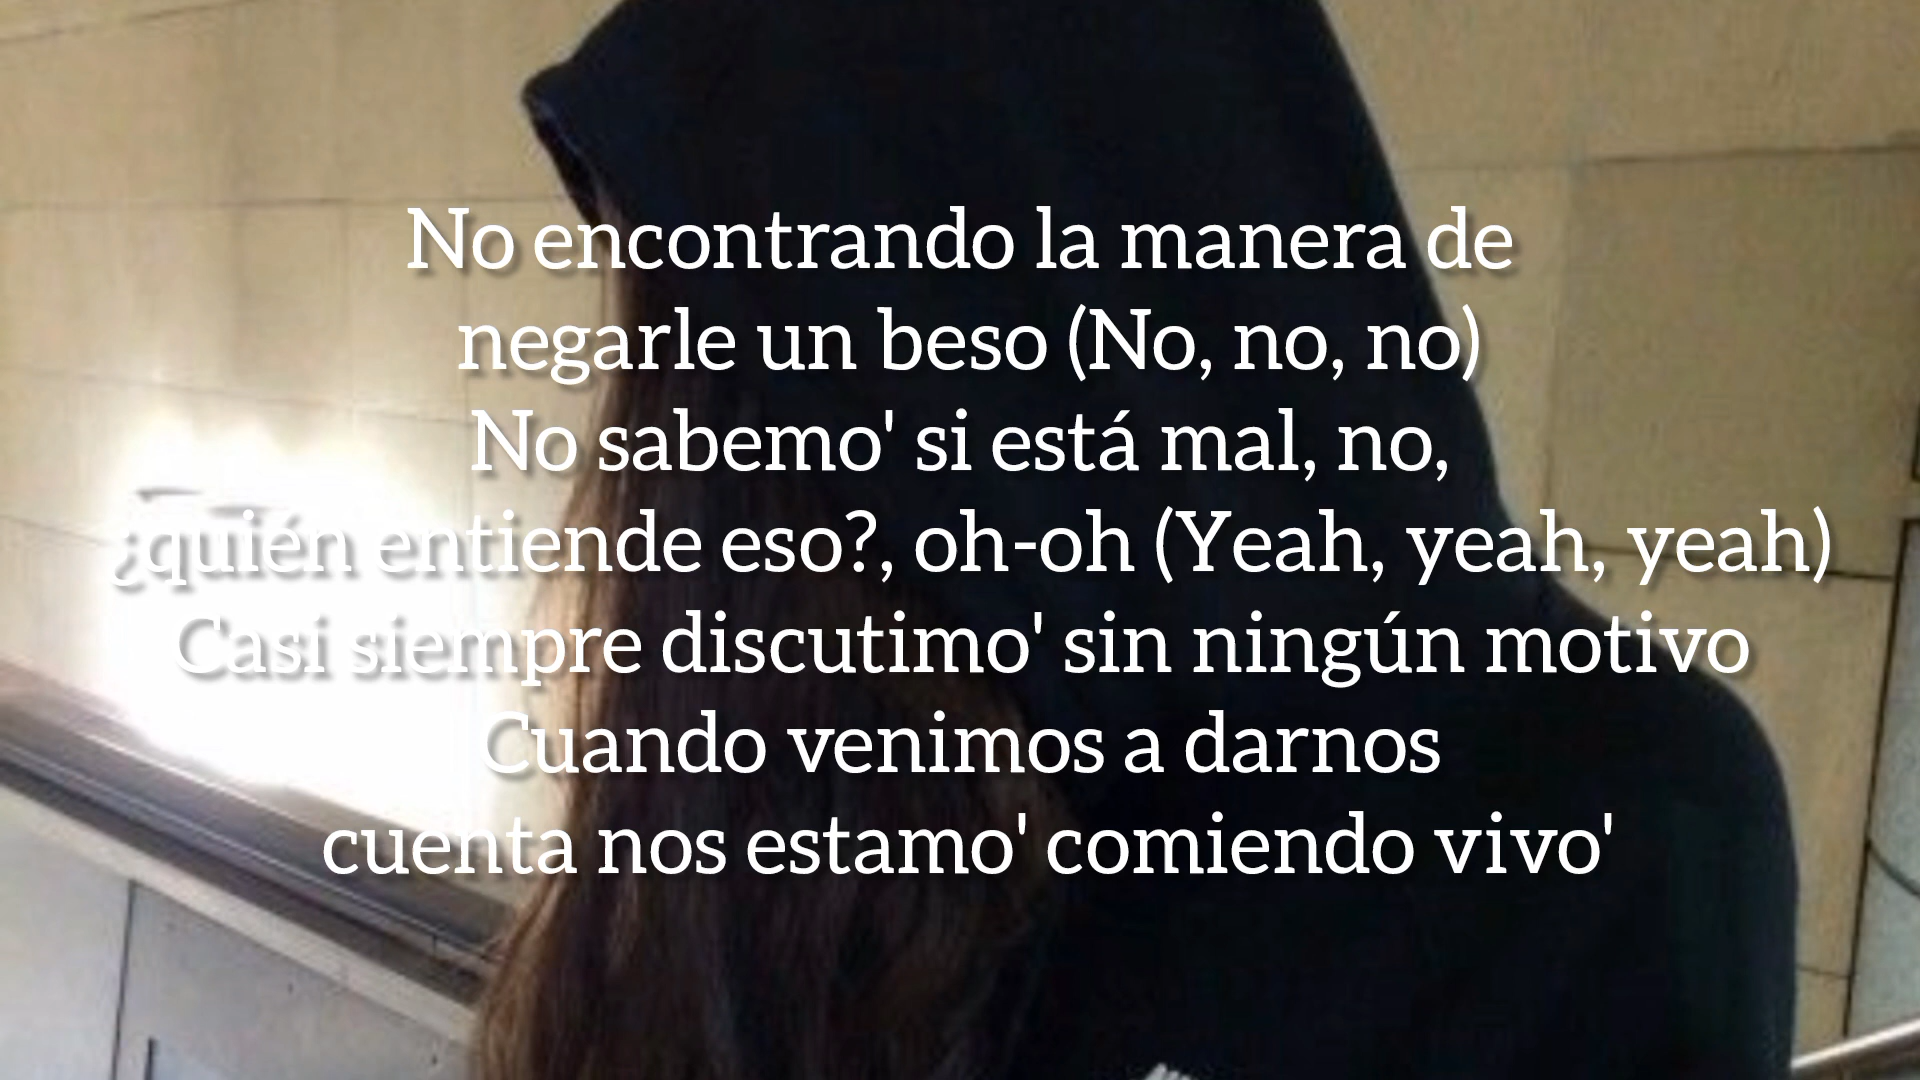 No encontrando la manera de
negarle un beso (No, no, no)
No sabemo' si está mal, no,
¿quién entiende eso?, oh-oh (Yeah, yeah, yeah)
Casi siempre discutimo' sin ningún motivo
Cuando venimos a darnos
cuenta nos estamo' comiendo vivo'